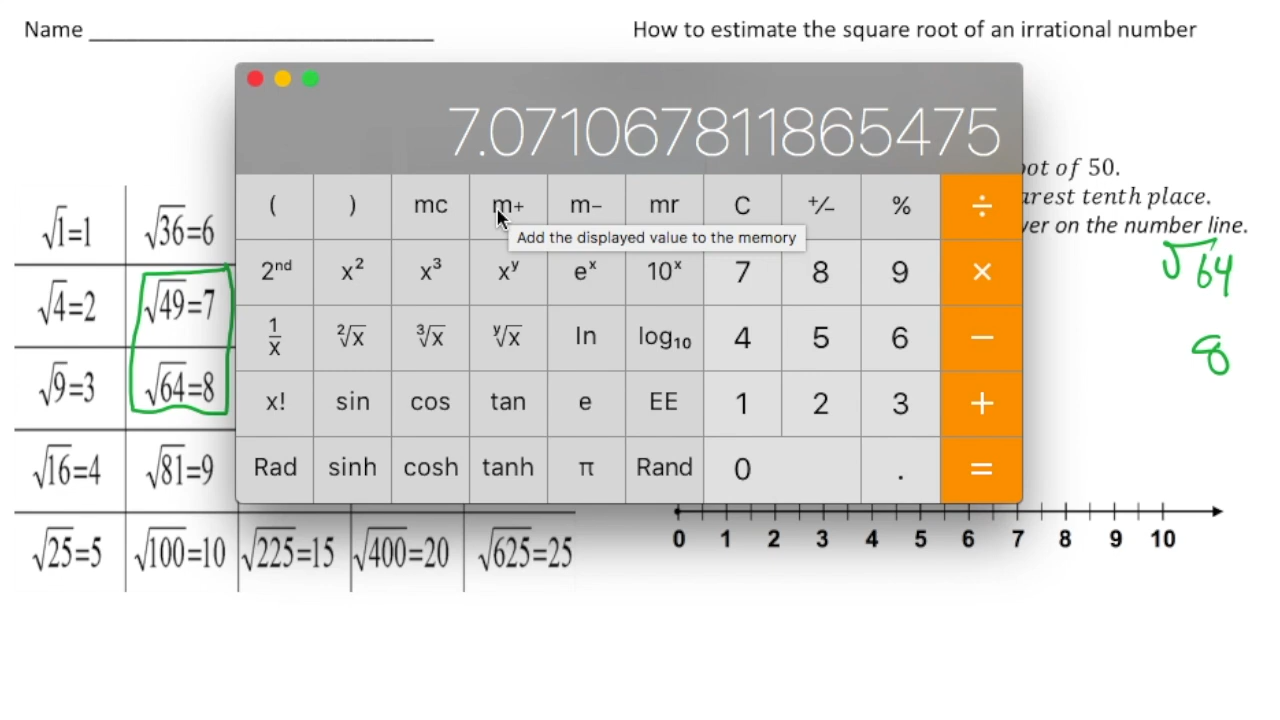 Name ________________________________ How to estimate the square root of an irrational number
7.071067811865475
oot of 50.
arest tenth place.
ver on the number line.
( ) mc m+ m− mr C +/− % ÷
Add the displayed value to the memory
2nd x² x³ xʸ eˣ 10ˣ 7 8 9 ×
1/x ²√x ³√x ʸ√x ln log₁₀ 4 5 6 −
x! sin cos tan e EE 1 2 3 +
Rad sinh cosh tanh π Rand 0 . =
√1=1 √36=6
√4=2 √49=7
√9=3 √64=8
√16=4 √81=9
√25=5 √100=10 √225=15 √400=20 √625=25
√64
8
0 1 2 3 4 5 6 7 8 9 10